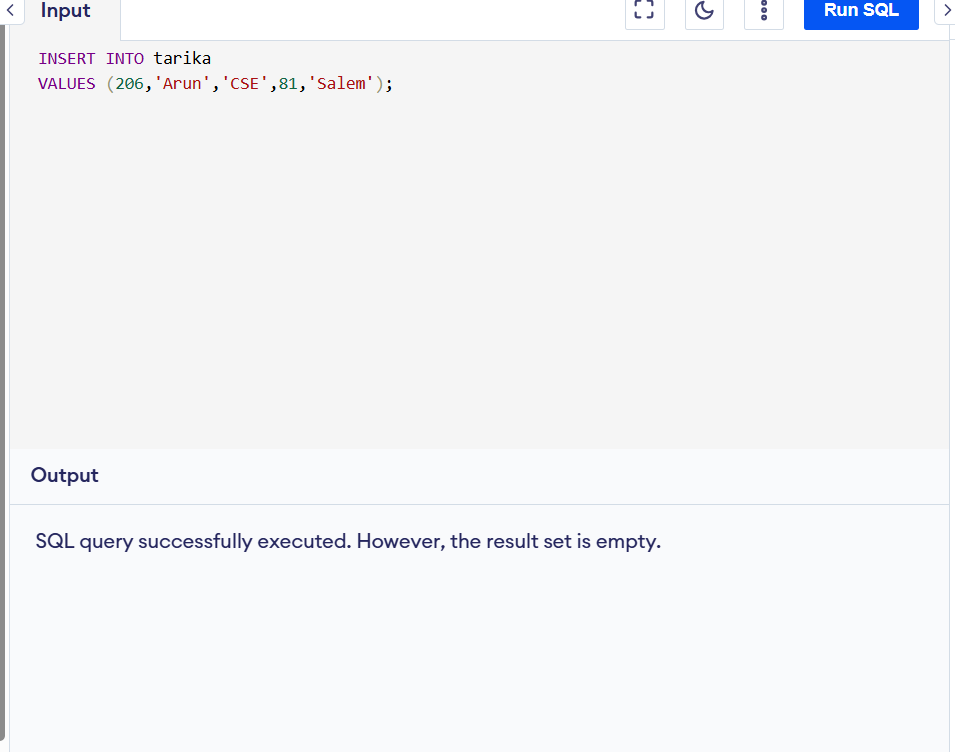 Input
Run SQL
INSERT INTO tarika
VALUES (206,'Arun','CSE',81,'Salem');
Output
SQL query successfully executed. However, the result set is empty.